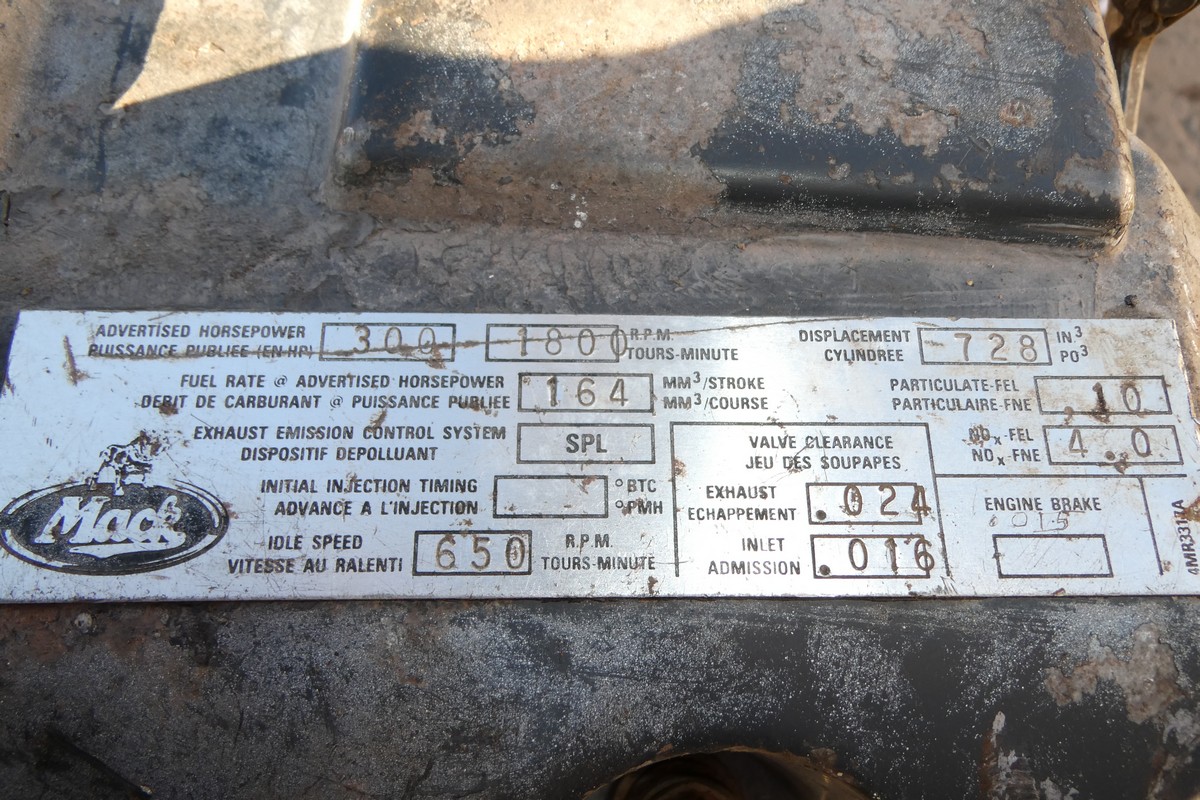 ADVERTISED HORSEPOWER 300 1800 R.P.M. DISPLACEMENT 728 IN³
PUISSANCE PUBLIEE (EN-HP) TOURS-MINUTE CYLINDREE PO³
FUEL RATE @ ADVERTISED HORSEPOWER 164 MM³/STROKE PARTICULATE-FEL .10
DEBIT DE CARBURANT @ PUISSANCE PUBLIEE MM³/COURSE PARTICULAIRE-FNE
EXHAUST EMISSION CONTROL SYSTEM SPL VALVE CLEARANCE NOx-FEL 4.0
DISPOSITIF DEPOLLUANT JEU DES SOUPAPES NOx-FNE
INITIAL INJECTION TIMING - °BTC EXHAUST .024 ENGINE BRAKE
AVANCE A L'INJECTION °PMH ECHAPPEMENT .015
IDLE SPEED 650 R.P.M. INLET .016
VITESSE AU RALENTI TOURS-MINUTE ADMISSION
Mack